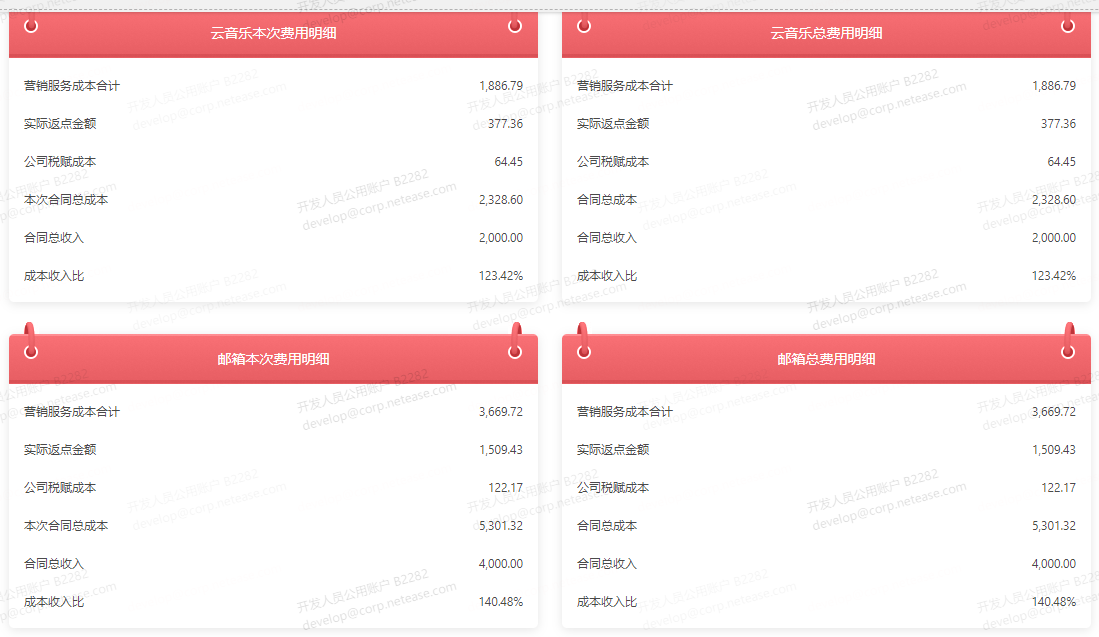 云音乐本次费用明细
营销服务成本合计 1,886.79
实际返点金额 377.36
公司税赋成本 64.45
本次合同总成本 2,328.60
合同总收入 2,000.00
成本收入比 123.42%
云音乐总费用明细
营销服务成本合计 1,886.79
实际返点金额 377.36
公司税赋成本 64.45
合同总成本 2,328.60
合同总收入 2,000.00
成本收入比 123.42%
邮箱本次费用明细
营销服务成本合计 3,669.72
实际返点金额 1,509.43
公司税赋成本 122.17
本次合同总成本 5,301.32
合同总收入 4,000.00
成本收入比 140.48%
邮箱总费用明细
营销服务成本合计 3,669.72
实际返点金额 1,509.43
公司税赋成本 122.17
合同总成本 5,301.32
合同总收入 4,000.00
成本收入比 140.48%
开发人员公用账户 B2282
develop@corp.netease.com